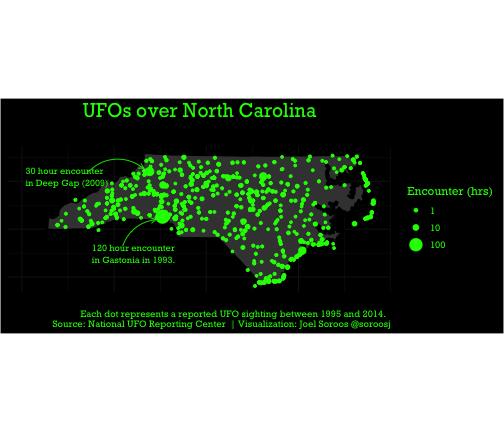 UFOs over North Carolina
30 hour encounter
in Deep Gap (2009)
120 hour encounter
in Gastonia in 1993.
Encounter (hrs)
1
10
100
Each dot represents a reported UFO sighting between 1995 and 2014.
Source: National UFO Reporting Center | Visualization: Joel Soroos @soroosj